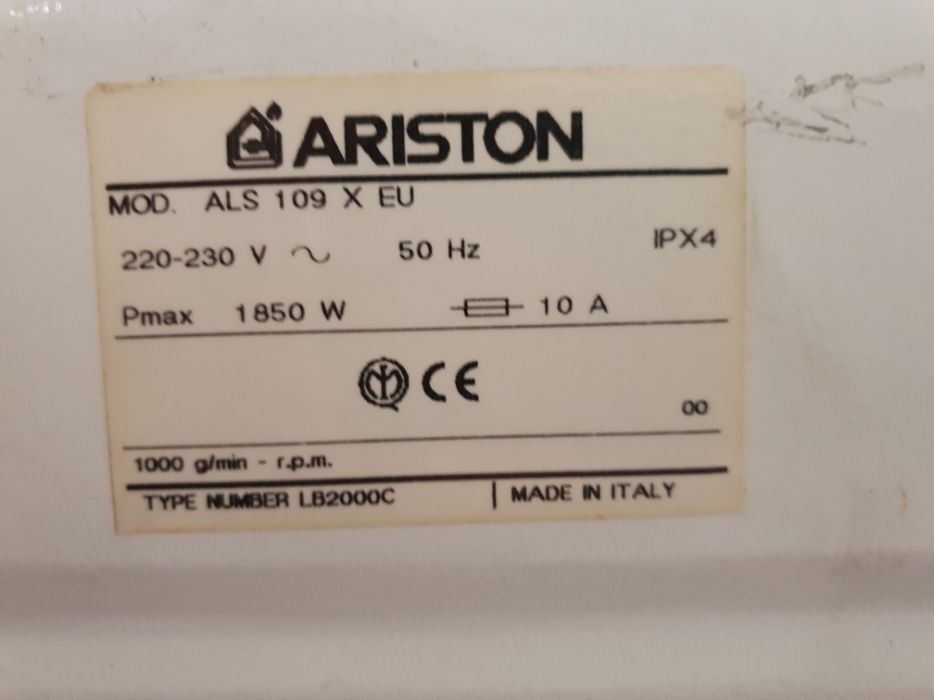 ARISTON
MOD. ALS 109 X EU
220-230 V ~ 50 Hz IPX4
Pmax 1850 W 10 A
CE
00
1000 g/min - r.p.m.
TYPE NUMBER LB2000C | MADE IN ITALY